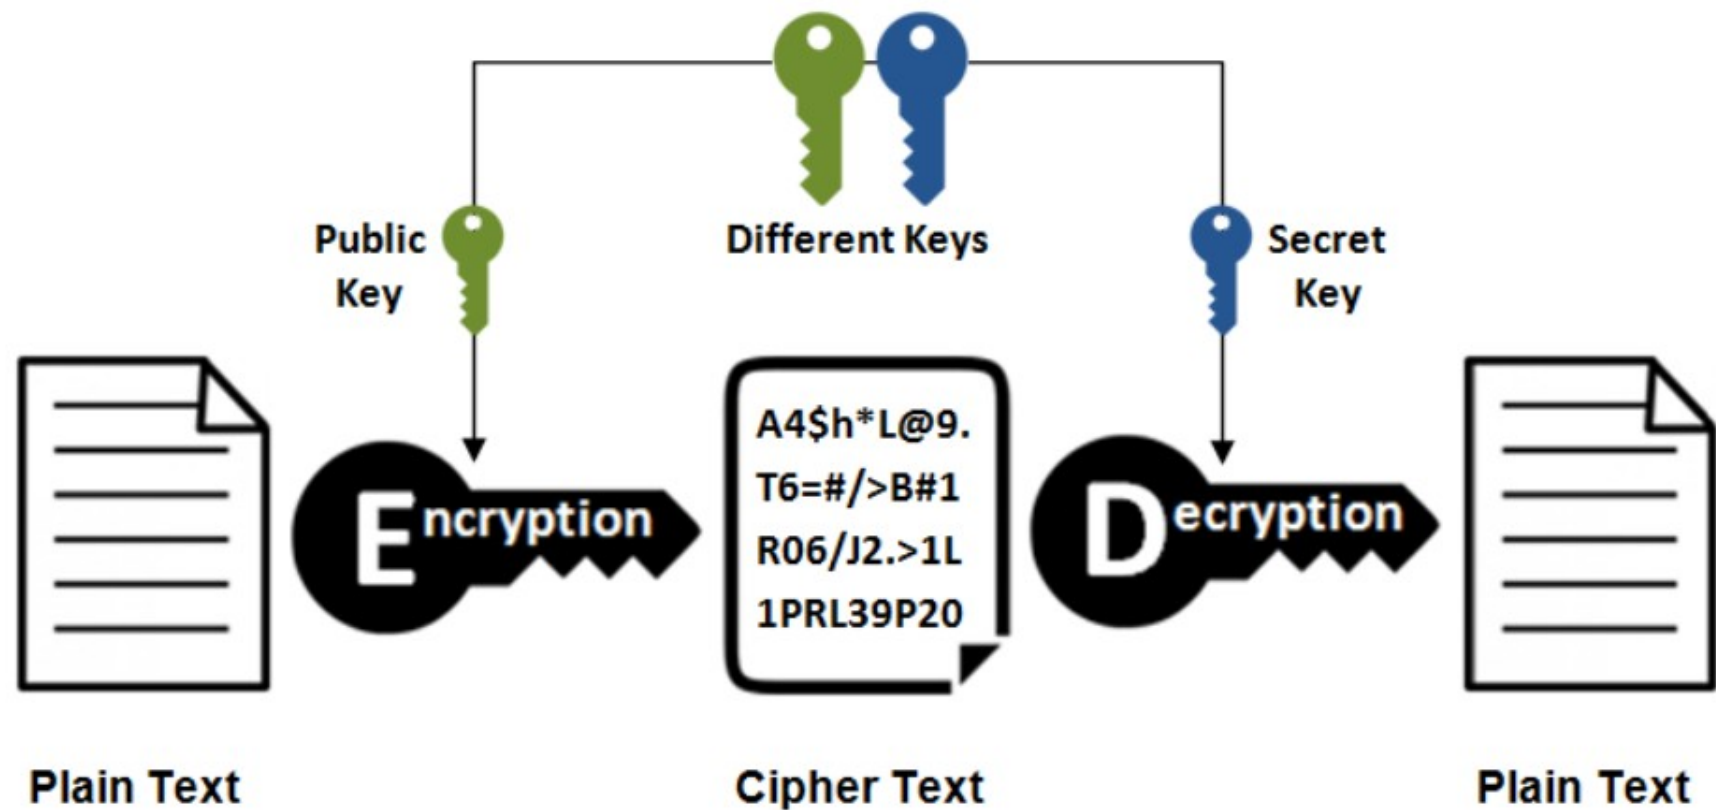 Public
Key
Different Keys
Secret
Key
Encryption
A4$h*L@9.
T6=#/>B#1
R06/J2.>1L
1PRL39P20
Decryption
Plain Text
Cipher Text
Plain Text